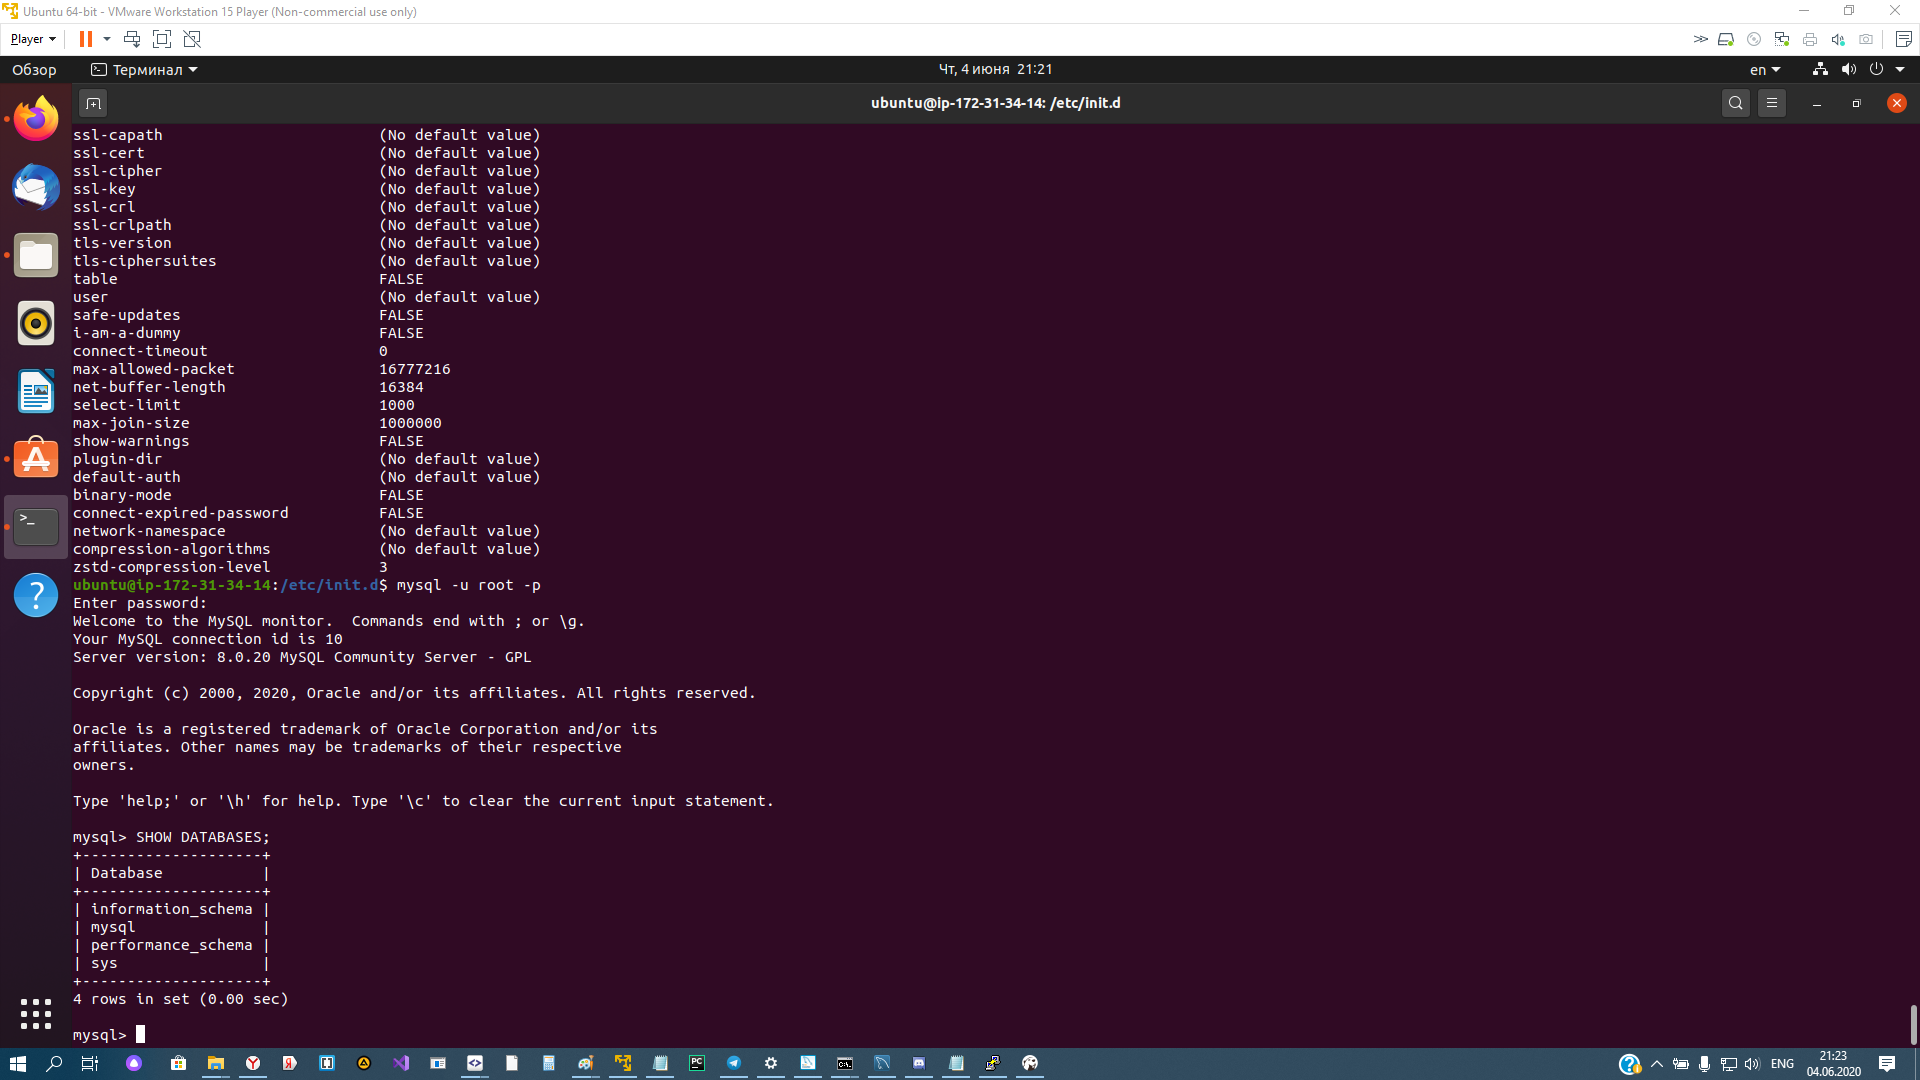 Ubuntu 64-bit - VMware Workstation 15 Player (Non-commercial use only)
Player
Обзор
Терминал
Чт, 4 июня 21:21
en
ubuntu@ip-172-31-34-14: /etc/init.d
ssl-capath                        (No default value)
ssl-cert                          (No default value)
ssl-cipher                        (No default value)
ssl-key                           (No default value)
ssl-crl                           (No default value)
ssl-crlpath                       (No default value)
tls-version                       (No default value)
tls-ciphersuites                  (No default value)
table                             FALSE
user                              (No default value)
safe-updates                      FALSE
i-am-a-dummy                      FALSE
connect-timeout                   0
max-allowed-packet                16777216
net-buffer-length                 16384
select-limit                      1000
max-join-size                     1000000
show-warnings                     FALSE
plugin-dir                        (No default value)
default-auth                      (No default value)
binary-mode                       FALSE
connect-expired-password          FALSE
network-namespace                 (No default value)
compression-algorithms            (No default value)
zstd-compression-level            3
ubuntu@ip-172-31-34-14:/etc/init.d$ mysql -u root -p
Enter password:
Welcome to the MySQL monitor.  Commands end with ; or \g.
Your MySQL connection id is 10
Server version: 8.0.20 MySQL Community Server - GPL
Copyright (c) 2000, 2020, Oracle and/or its affiliates. All rights reserved.
Oracle is a registered trademark of Oracle Corporation and/or its
affiliates. Other names may be trademarks of their respective
owners.
Type 'help;' or '\h' for help. Type '\c' to clear the current input statement.
mysql> SHOW DATABASES;
+--------------------+
| Database           |
+--------------------+
| information_schema |
| mysql              |
| performance_schema |
| sys                |
+--------------------+
4 rows in set (0.00 sec)
mysql>
ENG
21:23
04.06.2020